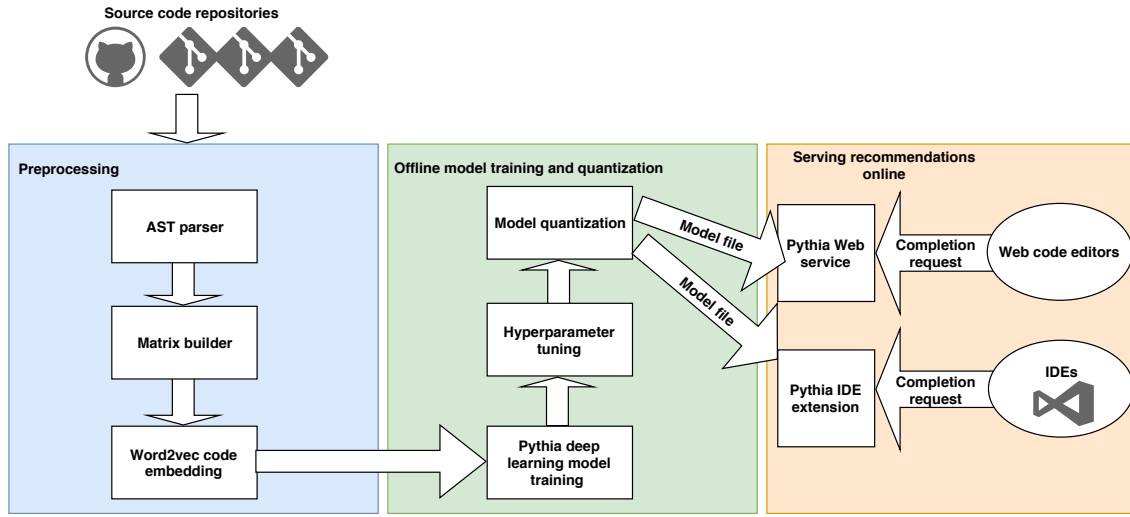 Source code repositories
Preprocessing
AST parser
Matrix builder
Word2vec code
embedding
Offline model training and quantization
Model quantization
Hyperparameter
tuning
Pythia deep
learning model
training
Model file
Model file
Serving recommendations
online
Pythia Web
service
Completion
request
Web code editors
Pythia IDE
extension
Completion
request
IDEs